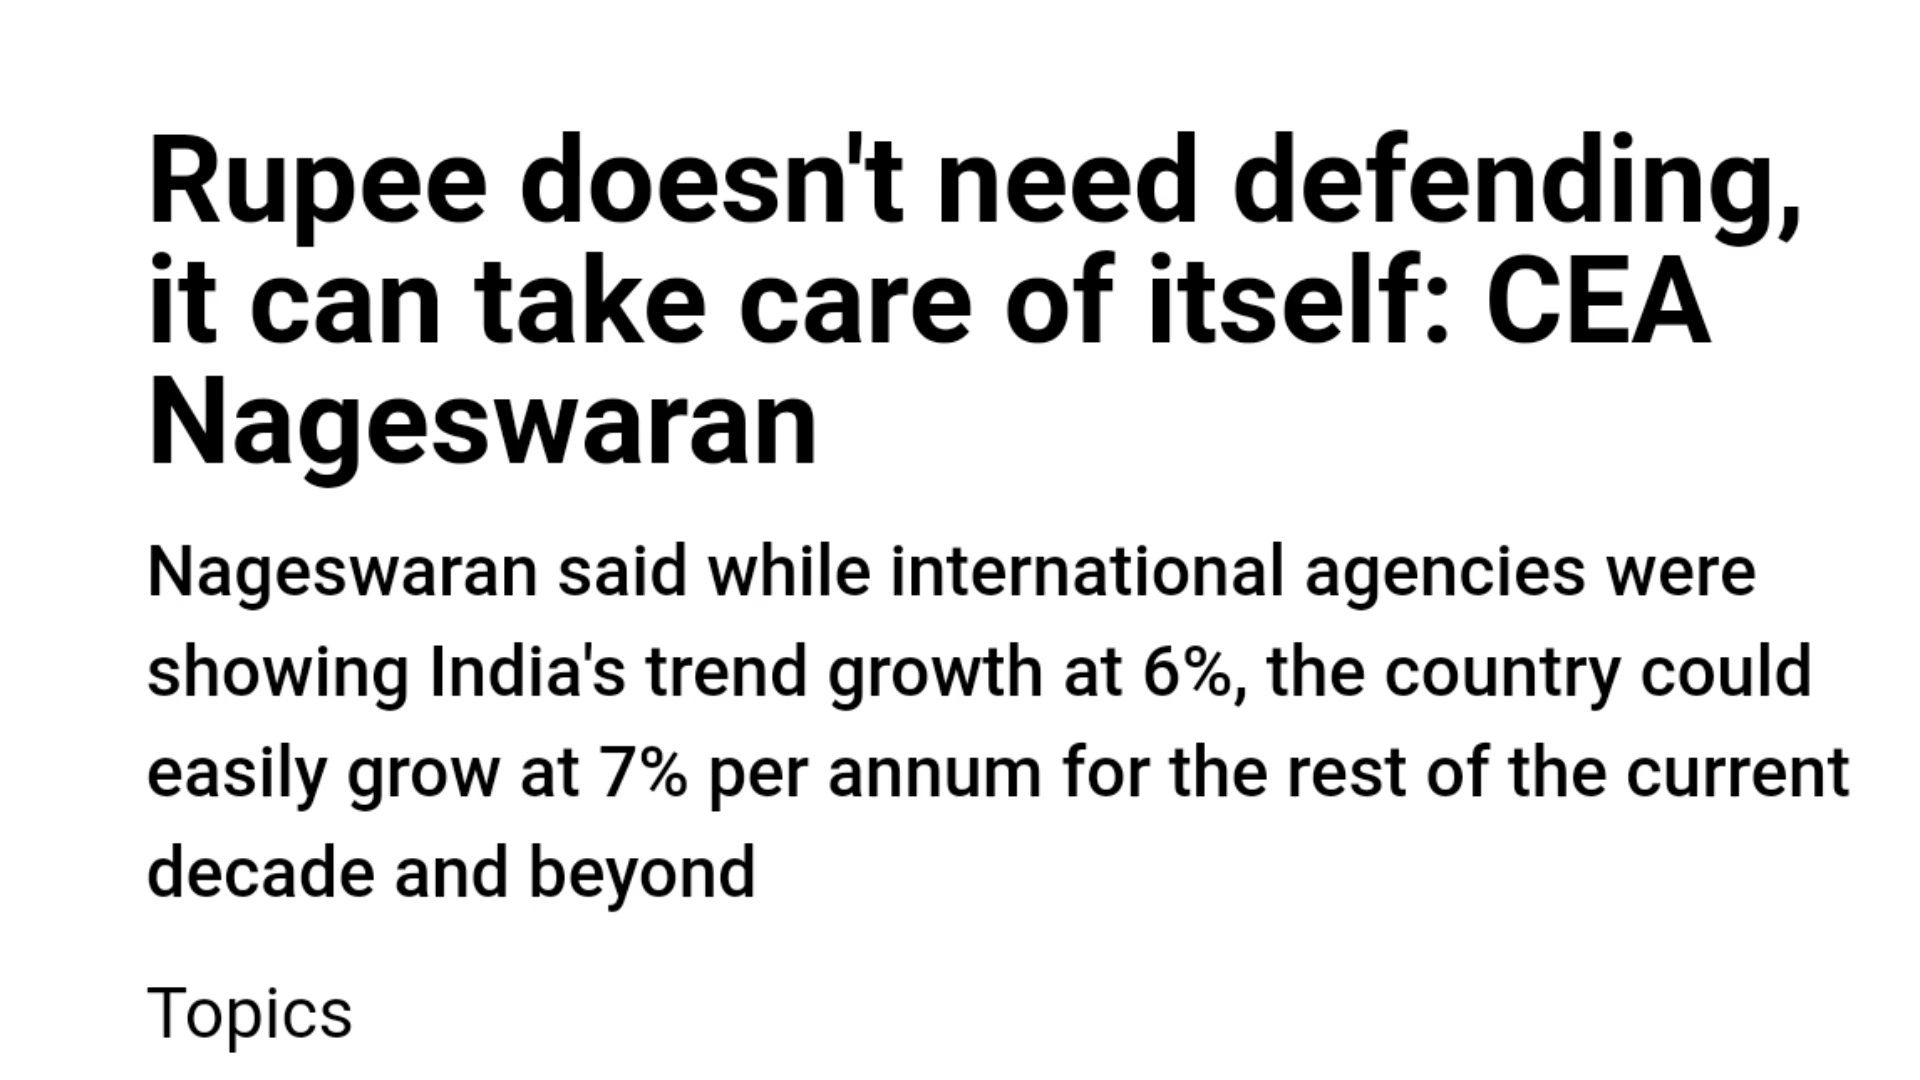 Rupee doesn't need defending,
it can take care of itself: CEA
Nageswaran
Nageswaran said while international agencies were
showing India's trend growth at 6%, the country could
easily grow at 7% per annum for the rest of the current
decade and beyond
Topics